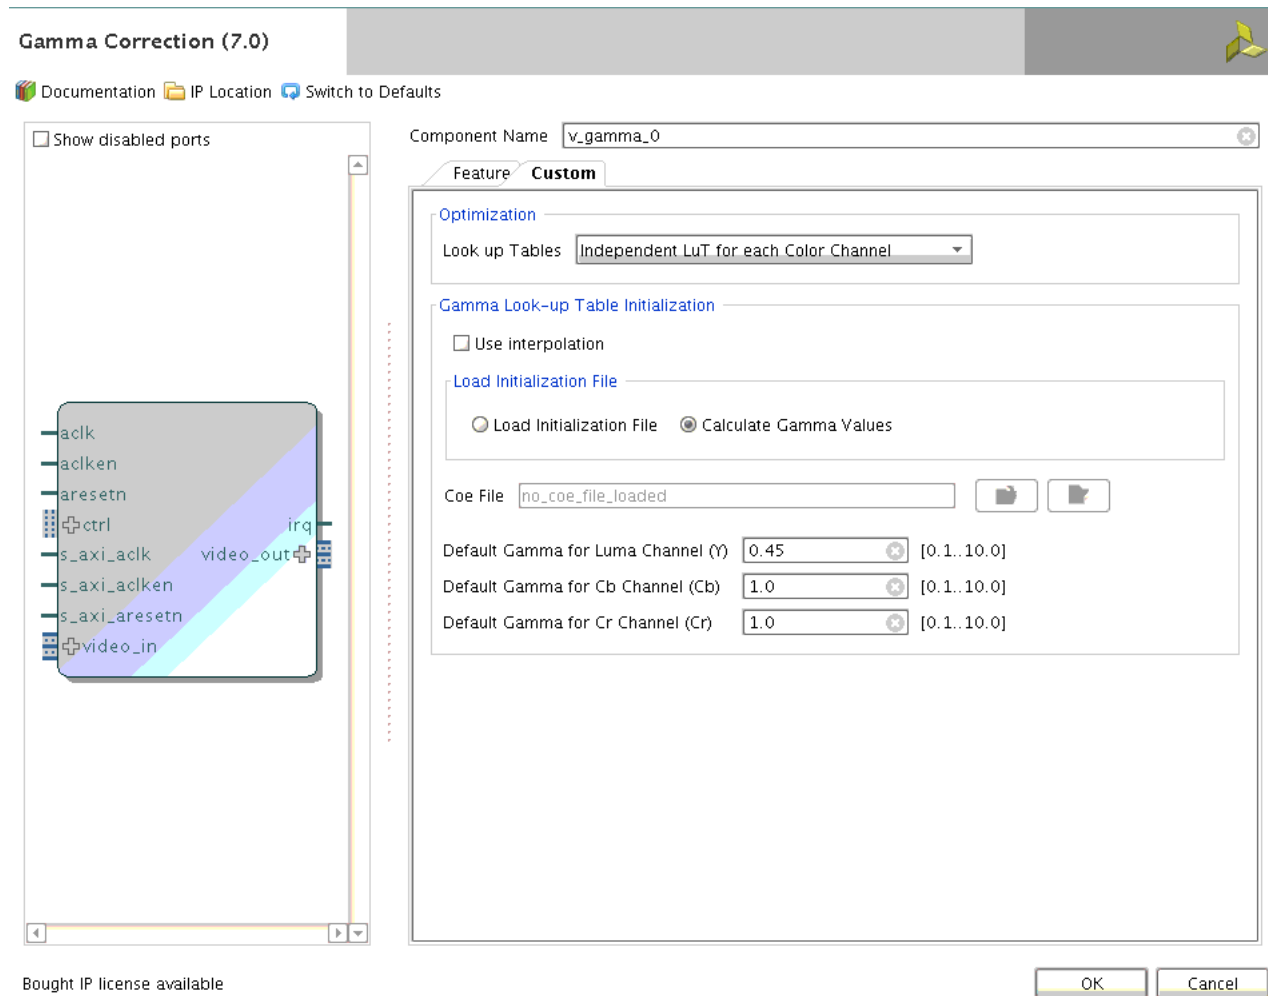 Gamma Correction (7.0)
Documentation IP Location Switch to Defaults
Show disabled ports
aclk
aclken
aresetn
ctrl
irq
s_axi_aclk
video_out
s_axi_aclken
s_axi_aresetn
video_in
Component Name v_gamma_0
Feature Custom
Optimization
Look up Tables Independent LuT for each Color Channel
Gamma Look-up Table Initialization
Use interpolation
Load Initialization File
Load Initialization File Calculate Gamma Values
Coe File no_coe_file_loaded
Default Gamma for Luma Channel (Y) 0.45 [0.1..10.0]
Default Gamma for Cb Channel (Cb) 1.0 [0.1..10.0]
Default Gamma for Cr Channel (Cr) 1.0 [0.1..10.0]
Bought IP license available
OK Cancel